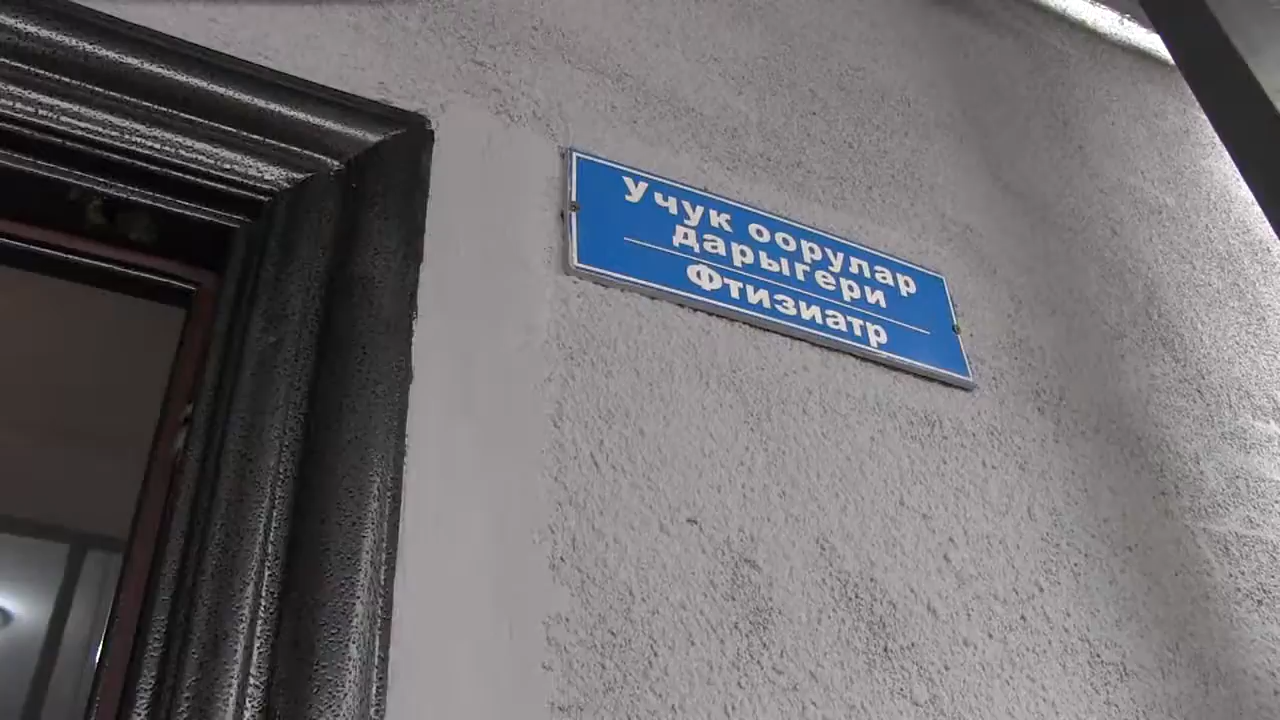 Учук оорулар
дарыгери
Фтизиатр